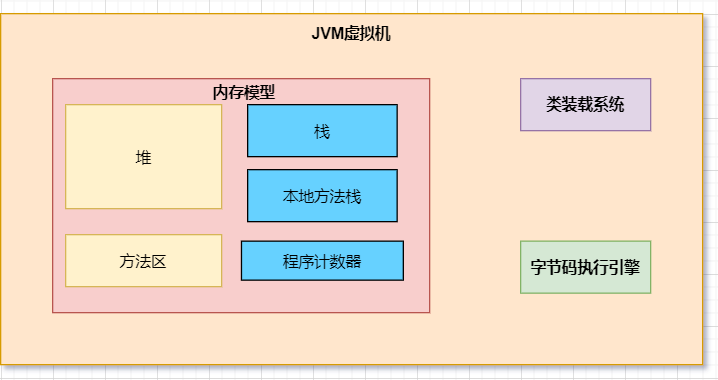 JVM虚拟机
内存模型
堆
栈
本地方法栈
方法区
程序计数器
类装载系统
字节码执行引擎